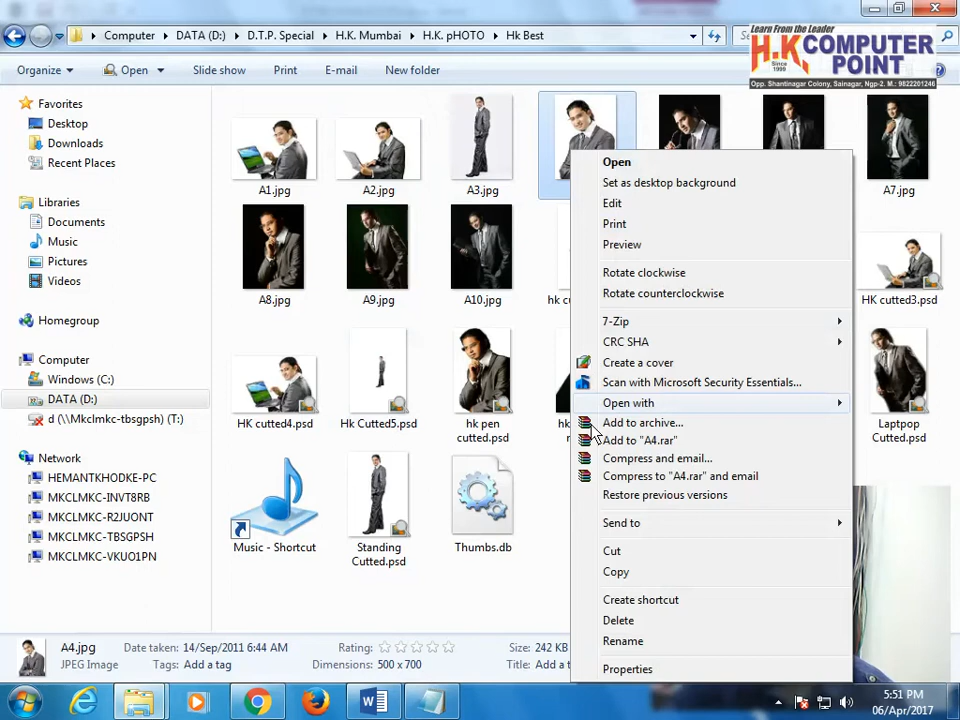 Computer
DATA (D:)
D.T.P. Special
H.K. Mumbai
H.K. pHOTO
Hk Best
Learn From the Leader
H.K COMPUTER POINT
Since 1999
Opp. Shantinagar Colony, Sainagar, Ngp-2. M.: 9822201246
Organize
Open
Slide show
Print
E-mail
New folder
Favorites
Desktop
Downloads
Recent Places
Libraries
Documents
Music
Pictures
Videos
Homegroup
Computer
Windows (C:)
DATA (D:)
d (\\Mkclmkc-tbsgpsh) (T:)
Network
HEMANTKHODKE-PC
MKCLMKC-INVT8RB
MKCLMKC-R2JUONT
MKCLMKC-TBSGPSH
MKCLMKC-VKUO1PN
A1.jpg
A2.jpg
A3.jpg
A7.jpg
A8.jpg
A9.jpg
A10.jpg
hk cu
HK cutted3.psd
HK cutted4.psd
Hk Cutted5.psd
hk pen cutted.psd
Laptpop Cutted.psd
Music - Shortcut
Standing Cutted.psd
Thumbs.db
Open
Set as desktop background
Edit
Print
Preview
Rotate clockwise
Rotate counterclockwise
7-Zip
CRC SHA
Create a cover
Scan with Microsoft Security Essentials...
Open with
Add to archive...
Add to "A4.rar"
Compress and email...
Compress to "A4.rar" and email
Restore previous versions
Send to
Cut
Copy
Create shortcut
Delete
Rename
Properties
A4.jpg
JPEG Image
Date taken: 14/Sep/2011 6:44 AM
Tags: Add a tag
Rating:
Dimensions: 500 x 700
Size: 242 KB
Title: Add a t
5:51 PM
06/Apr/2017